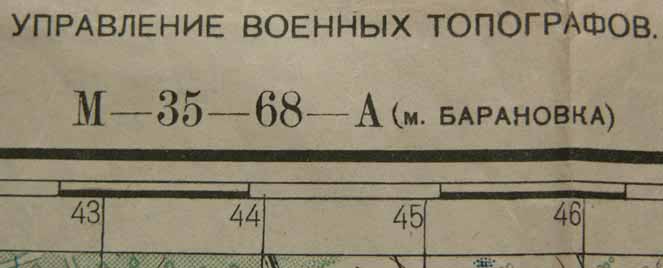 УПРАВЛЕНИЕ ВОЕННЫХ ТОПОГРАФОВ.
М—35—68—А (м. БАРАНОВКА)
43 44 45 46